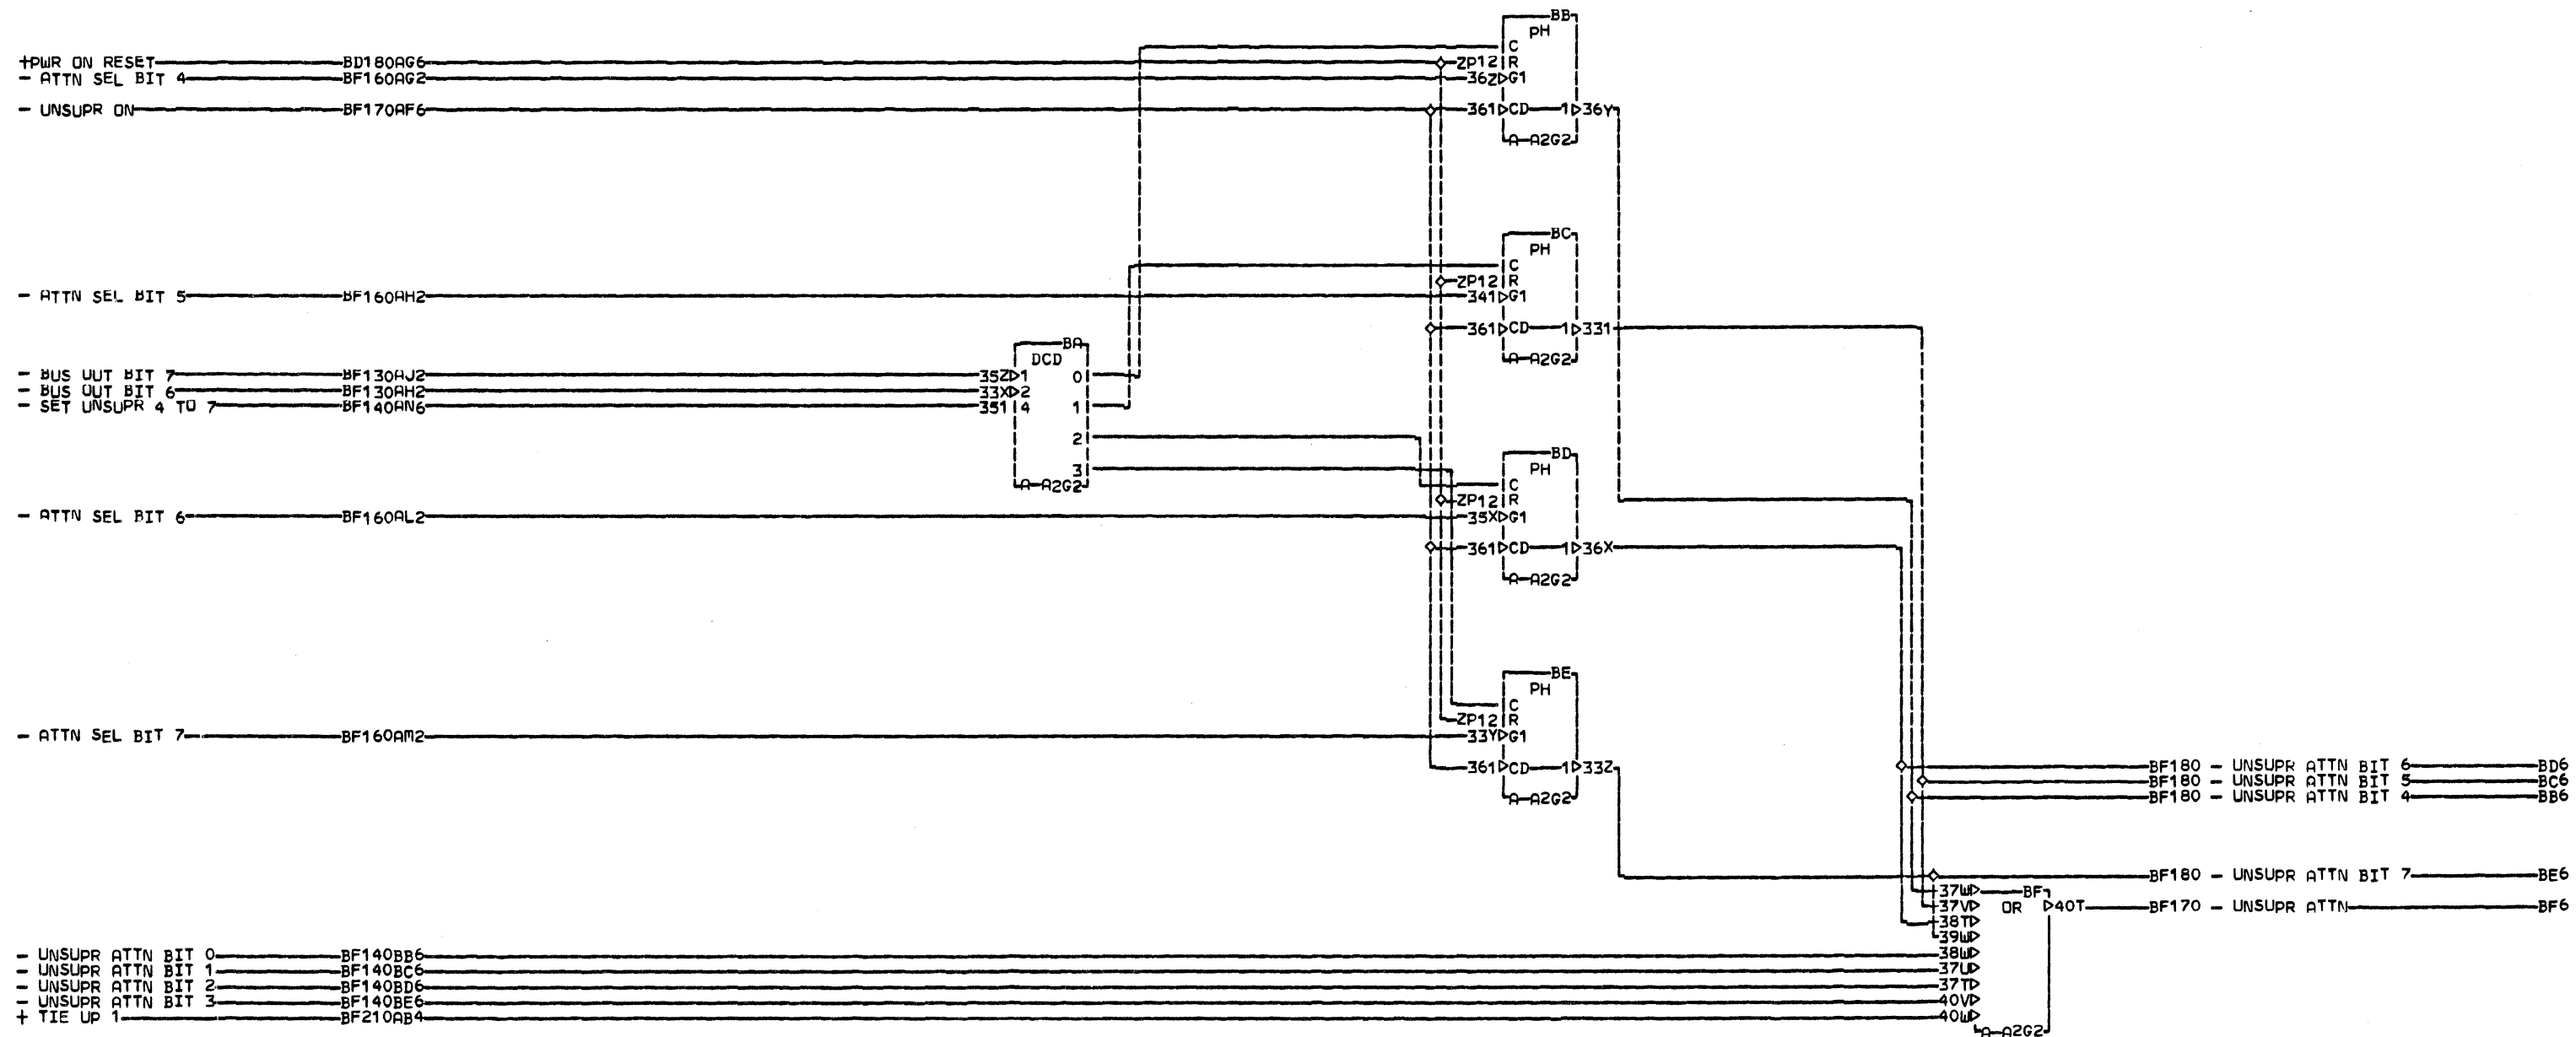 BB
PH
C
+PWR ON RESET BD180AG6 ZP12 R
- ATTN SEL BIT 4 BF160AG2 36Z G1
- UNSUPR ON BF170AF6 361 CD 1 36Y
A A2G2
BC
PH
C
ZP12 R
- ATTN SEL BIT 5 BF160AH2 341 G1
361 CD 1 331
A A2G2
BA
DCD
- BUS OUT BIT 7 BF130AJ2 35Z 1 0
- BUS OUT BIT 6 BF130AH2 33X 2
- SET UNSUPR 4 TO 7 BF140AN6 351 4 1
2
3
A A2G2
BD
PH
C
ZP12 R
- ATTN SEL BIT 6 BF160AL2 35X G1
361 CD 1 36X
A A2G2
BE
PH
C
ZP12 R
- ATTN SEL BIT 7 BF160AM2 33Y G1
361 CD 1 33Z
A A2G2
BF180 - UNSUPR ATTN BIT 6 BD6
BF180 - UNSUPR ATTN BIT 5 BC6
BF180 - UNSUPR ATTN BIT 4 BB6
BF180 - UNSUPR ATTN BIT 7 BE6
37W BF
37V OR 40T BF170 - UNSUPR ATTN BF6
38T
39W
- UNSUPR ATTN BIT 0 BF140BB6 38W
- UNSUPR ATTN BIT 1 BF140BC6 37U
- UNSUPR ATTN BIT 2 BF140BD6 37T
- UNSUPR ATTN BIT 3 BF140BE6 40V
+ TIE UP 1 BF210AB4 40W
A A2G2